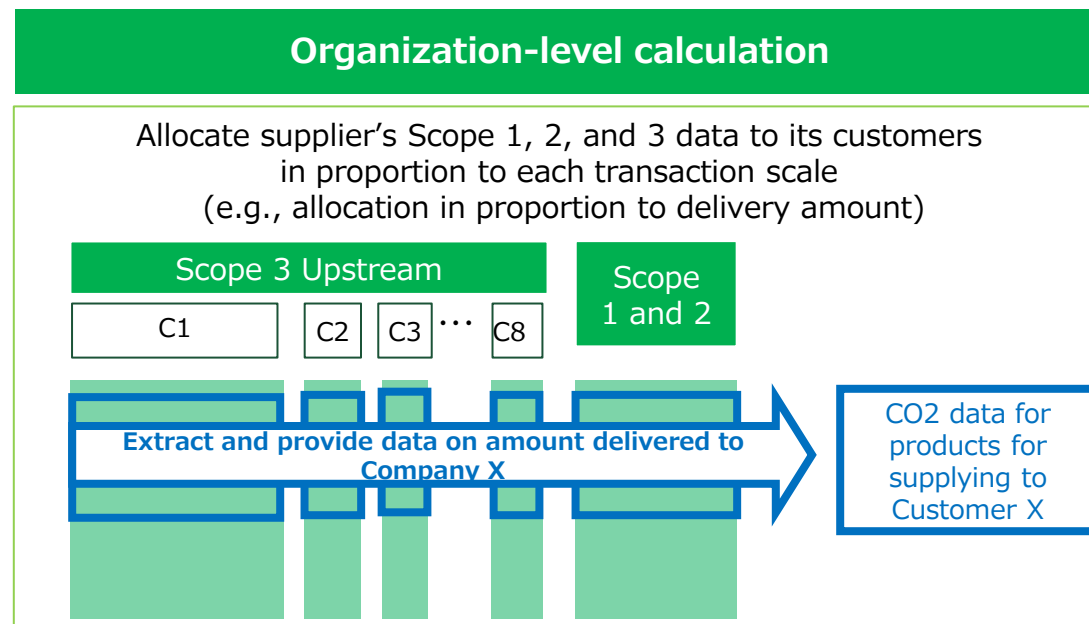 Organization-level calculation
Allocate supplier's Scope 1, 2, and 3 data to its customers
in proportion to each transaction scale
(e.g., allocation in proportion to delivery amount)
Scope 3 Upstream
Scope
1 and 2
C1
C2
C3
…
C8
Extract and provide data on amount delivered to
Company X
CO2 data for
products for
supplying to
Customer X